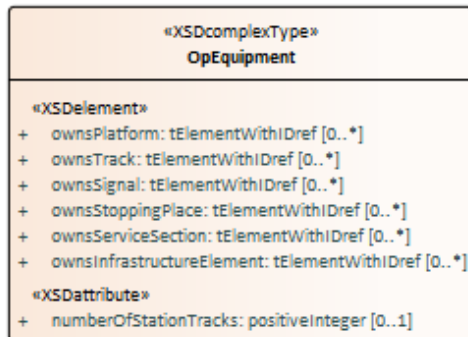 «XSDcomplexType»
OpEquipment
«XSDelement»
+ ownsPlatform: tElementWithIDref [0..*]
+ ownsTrack: tElementWithIDref [0..*]
+ ownsSignal: tElementWithIDref [0..*]
+ ownsStoppingPlace: tElementWithIDref [0..*]
+ ownsServiceSection: tElementWithIDref [0..*]
+ ownsInfrastructureElement: tElementWithIDref [0..*]
«XSDattribute»
+ numberOfStationTracks: positiveInteger [0..1]